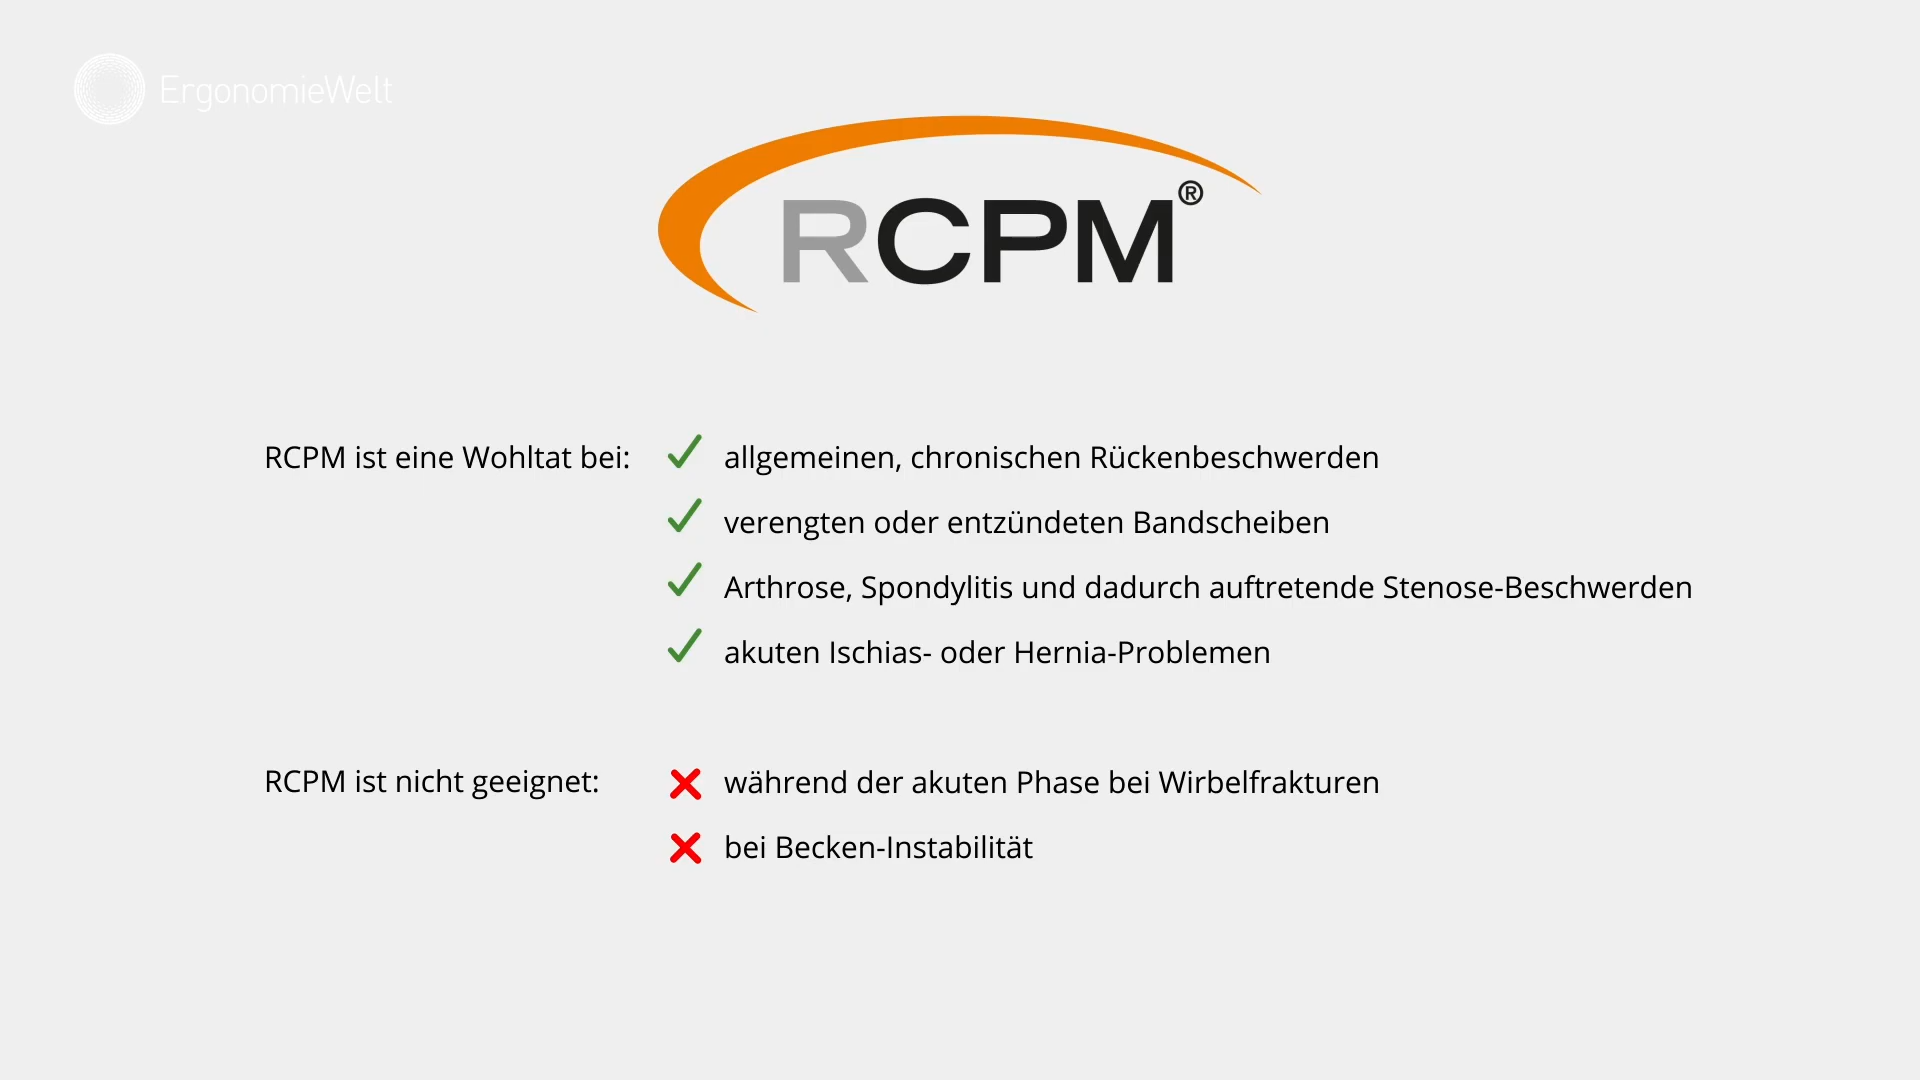 ErgonomieWelt
RCPM®
RCPM ist eine Wohltat bei:
allgemeinen, chronischen Rückenbeschwerden
verengten oder entzündeten Bandscheiben
Arthrose, Spondylitis und dadurch auftretende Stenose-Beschwerden
akuten Ischias- oder Hernia-Problemen
RCPM ist nicht geeignet:
während der akuten Phase bei Wirbelfrakturen
bei Becken-Instabilität